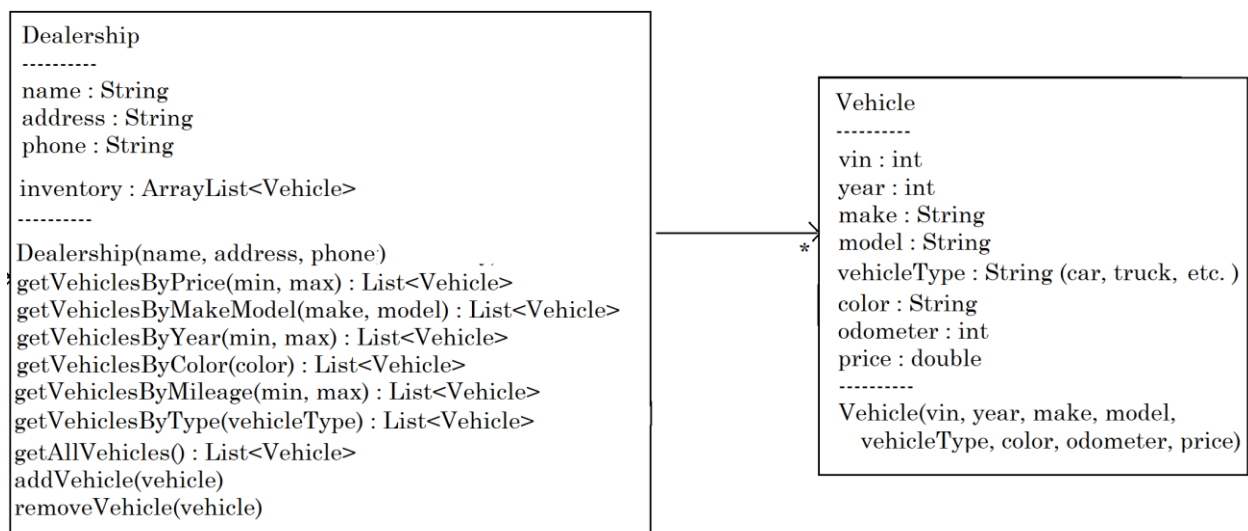 Dealership
----------
name : String
address : String
phone : String
inventory : ArrayList<Vehicle>
----------
Dealership(name, address, phone)
getVehiclesByPrice(min, max) : List<Vehicle>
getVehiclesByMakeModel(make, model) : List<Vehicle>
getVehiclesByYear(min, max) : List<Vehicle>
getVehiclesByColor(color) : List<Vehicle>
getVehiclesByMileage(min, max) : List<Vehicle>
getVehiclesByType(vehicleType) : List<Vehicle>
getAllVehicles() : List<Vehicle>
addVehicle(vehicle)
removeVehicle(vehicle)
*
Vehicle
----------
vin : int
year : int
make : String
model : String
vehicleType : String (car, truck, etc. )
color : String
odometer : int
price : double
----------
Vehicle(vin, year, make, model,
vehicleType, color, odometer, price)